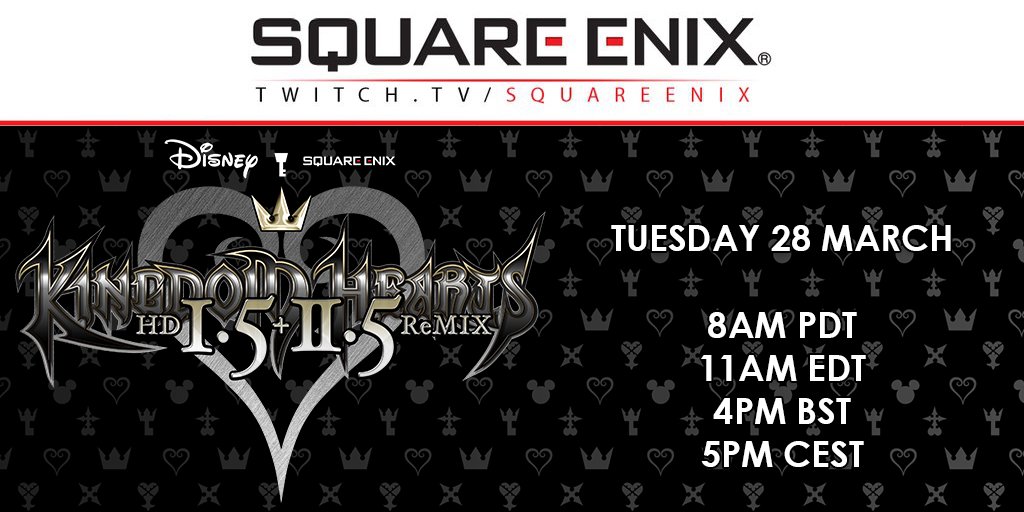 SQUARE ENIX®
TWITCH.TV/SQUAREENIX
Disney SQUARE ENIX
KINGDOM HEARTS
HD I.5+II.5 ReMIX
TUESDAY 28 MARCH
8AM PDT
11AM EDT
4PM BST
5PM CEST